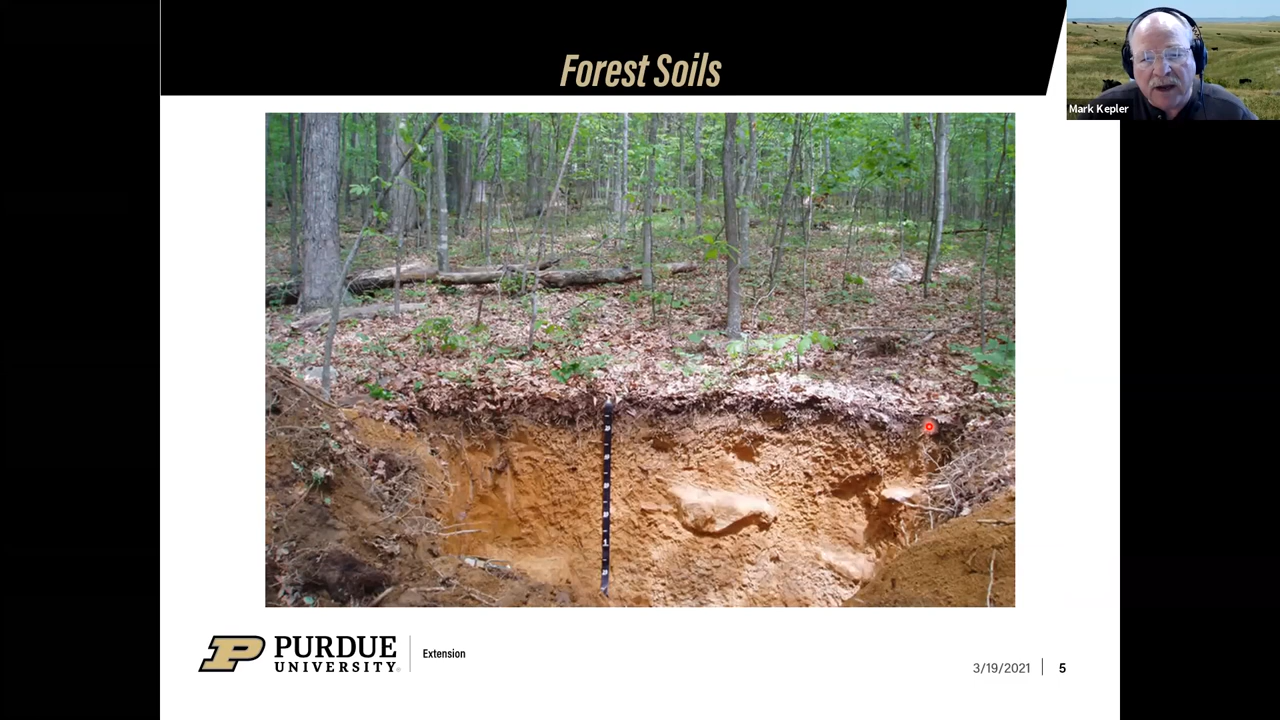 Forest Soils
Mark Kepler
PURDUE
UNIVERSITY
Extension
3/19/2021
5